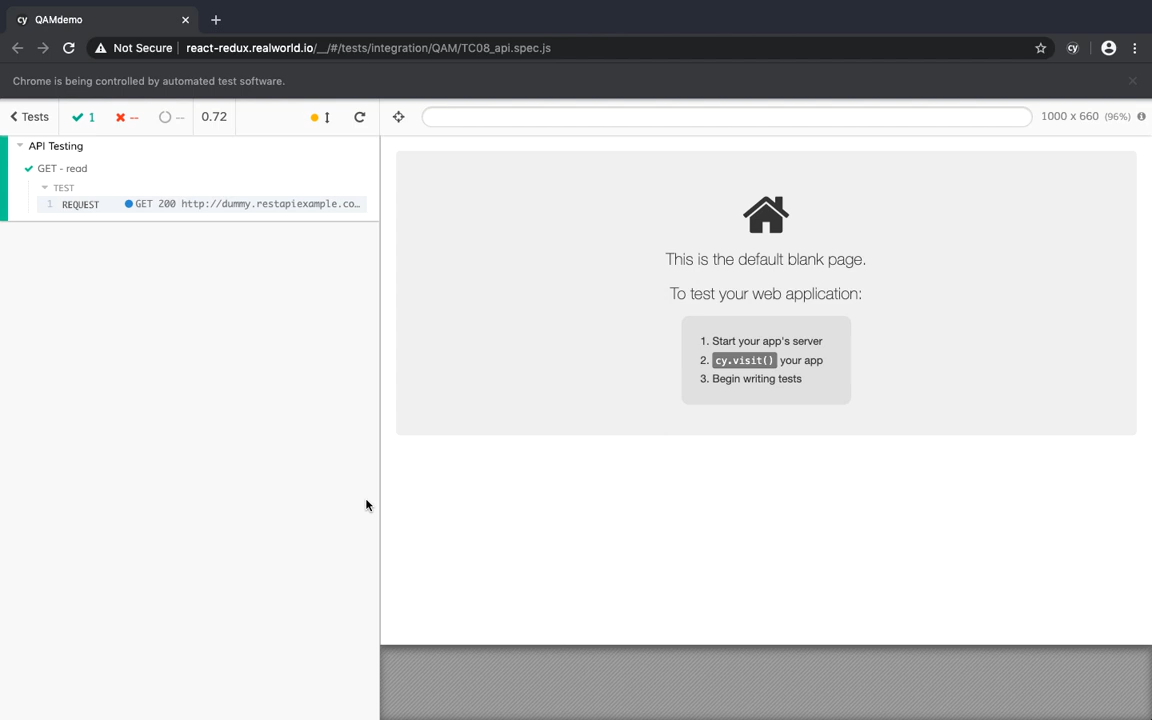 cy QAMdemo
Not Secure react-redux.realworld.io/__/#/tests/integration/QAM/TC08_api.spec.js cy
Chrome is being controlled by automated test software.
Tests 1 -- -- 0.72 1000 x 660 (96%)
API Testing
GET - read
TEST
1 REQUEST GET 200 http://dummy.restapiexample.co…
This is the default blank page.
To test your web application:
1. Start your app's server
2. cy.visit() your app
3. Begin writing tests